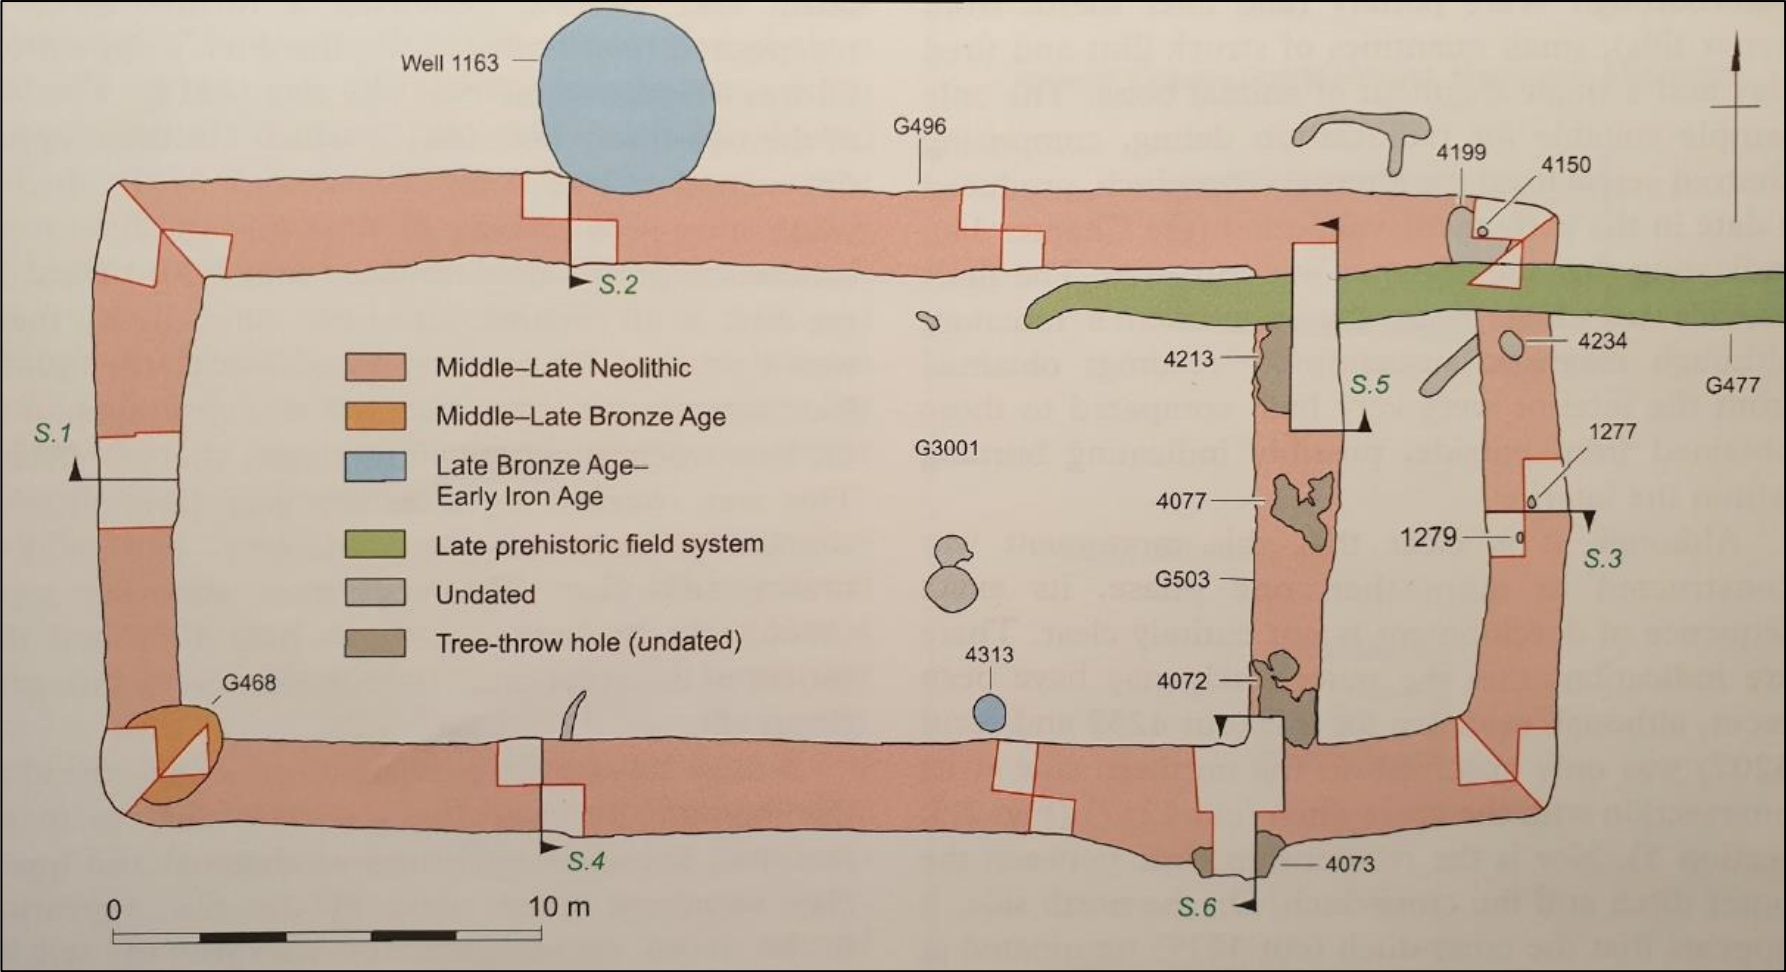 Well 1163
G496
4199
4150
S.2
4213
4234
G477
S.5
S.1
Middle–Late Neolithic
Middle–Late Bronze Age
Late Bronze Age–
Early Iron Age
Late prehistoric field system
Undated
Tree-throw hole (undated)
G3001
1277
4077
1279
S.3
G503
4313
4072
G468
S.4
4073
S.6
0
10 m